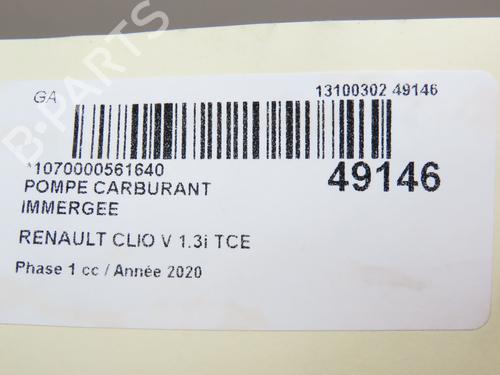 GA
13100302 49146
*1070000561640
49146
POMPE CARBURANT
IMMERGEE
RENAULT CLIO V 1.3i TCE
Phase 1 cc / Année 2020
B-PARTS